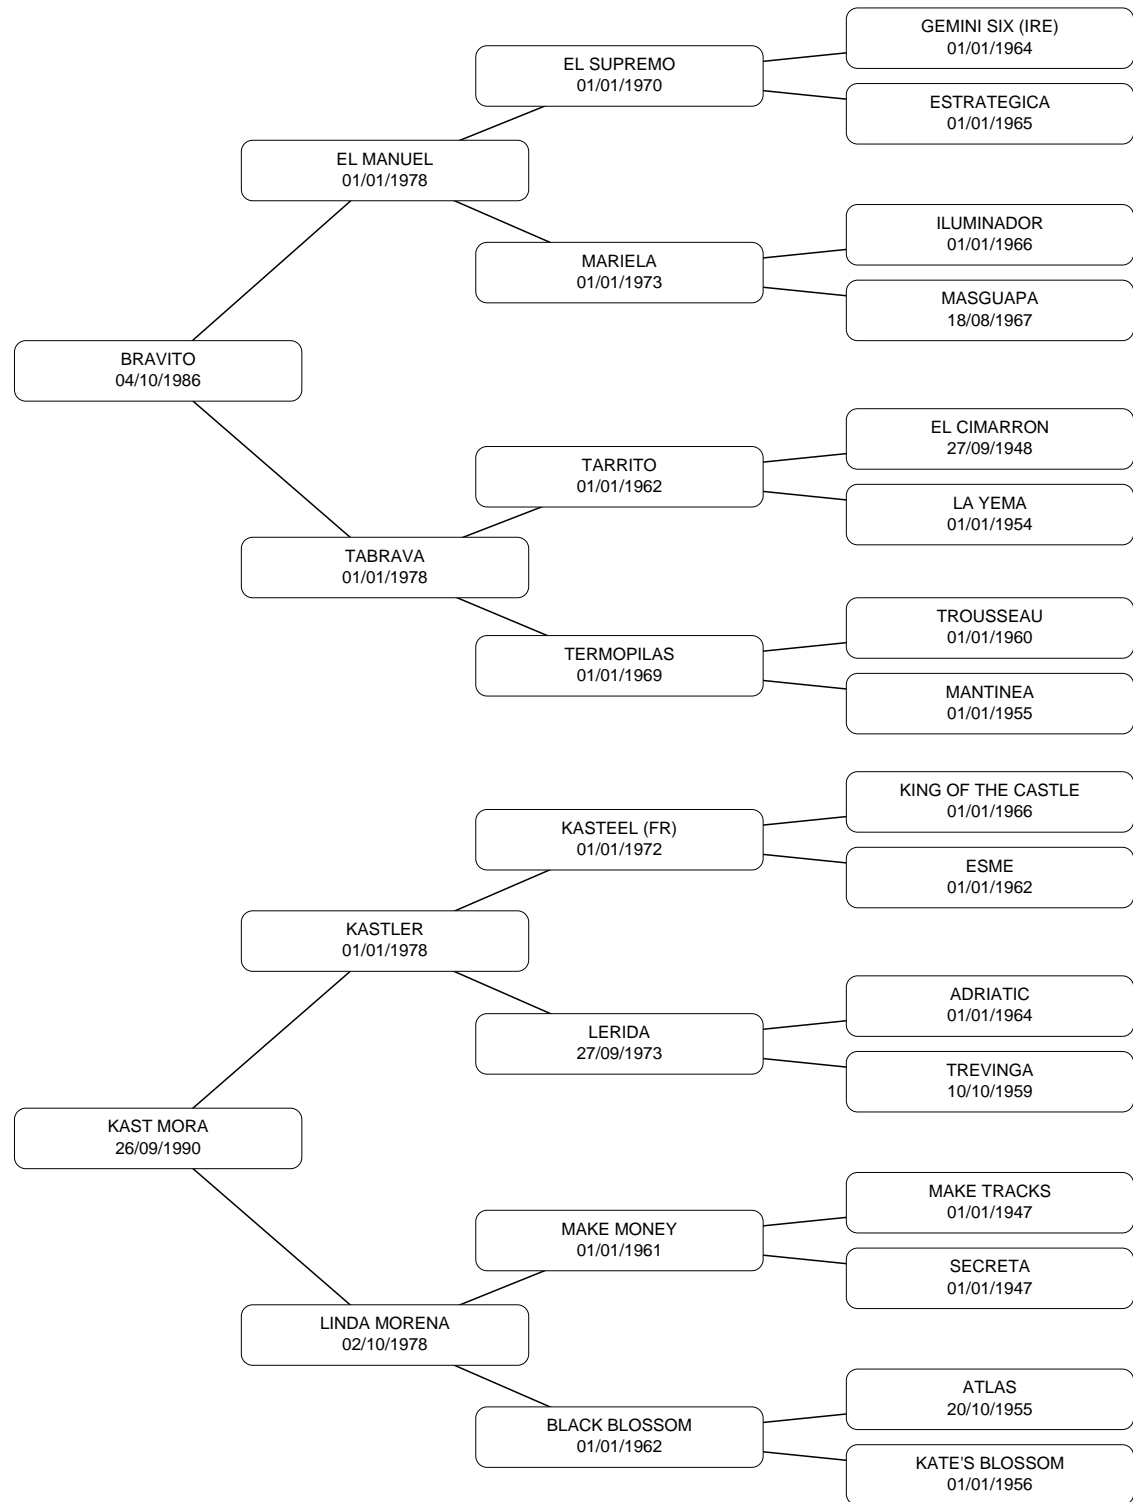 GEMINI SIX (IRE)
01/01/1964
EL SUPREMO
01/01/1970
ESTRATEGICA
01/01/1965
EL MANUEL
01/01/1978
ILUMINADOR
01/01/1966
MARIELA
01/01/1973
MASGUAPA
18/08/1967
BRAVITO
04/10/1986
EL CIMARRON
27/09/1948
TARRITO
01/01/1962
LA YEMA
01/01/1954
TABRAVA
01/01/1978
TROUSSEAU
01/01/1960
TERMOPILAS
01/01/1969
MANTINEA
01/01/1955
KING OF THE CASTLE
01/01/1966
KASTEEL (FR)
01/01/1972
ESME
01/01/1962
KASTLER
01/01/1978
ADRIATIC
01/01/1964
LERIDA
27/09/1973
TREVINGA
10/10/1959
KAST MORA
26/09/1990
MAKE TRACKS
01/01/1947
MAKE MONEY
01/01/1961
SECRETA
01/01/1947
LINDA MORENA
02/10/1978
ATLAS
20/10/1955
BLACK BLOSSOM
01/01/1962
KATE'S BLOSSOM
01/01/1956